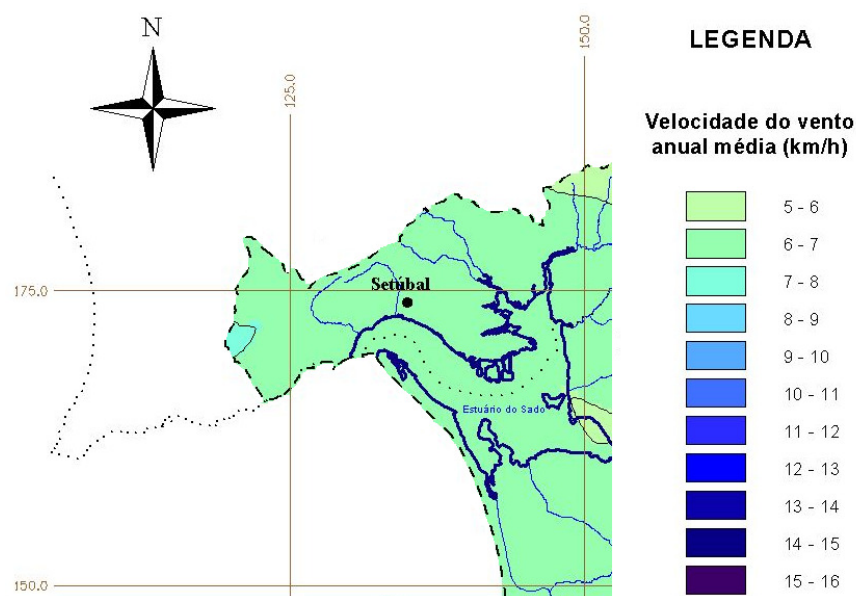 N
125.0
150.0
175.0
Setúbal
Estuário do Sado
150.0
LEGENDA
Velocidade do vento
anual média (km/h)
5 - 6
6 - 7
7 - 8
8 - 9
9 - 10
10 - 11
11 - 12
12 - 13
13 - 14
14 - 15
15 - 16